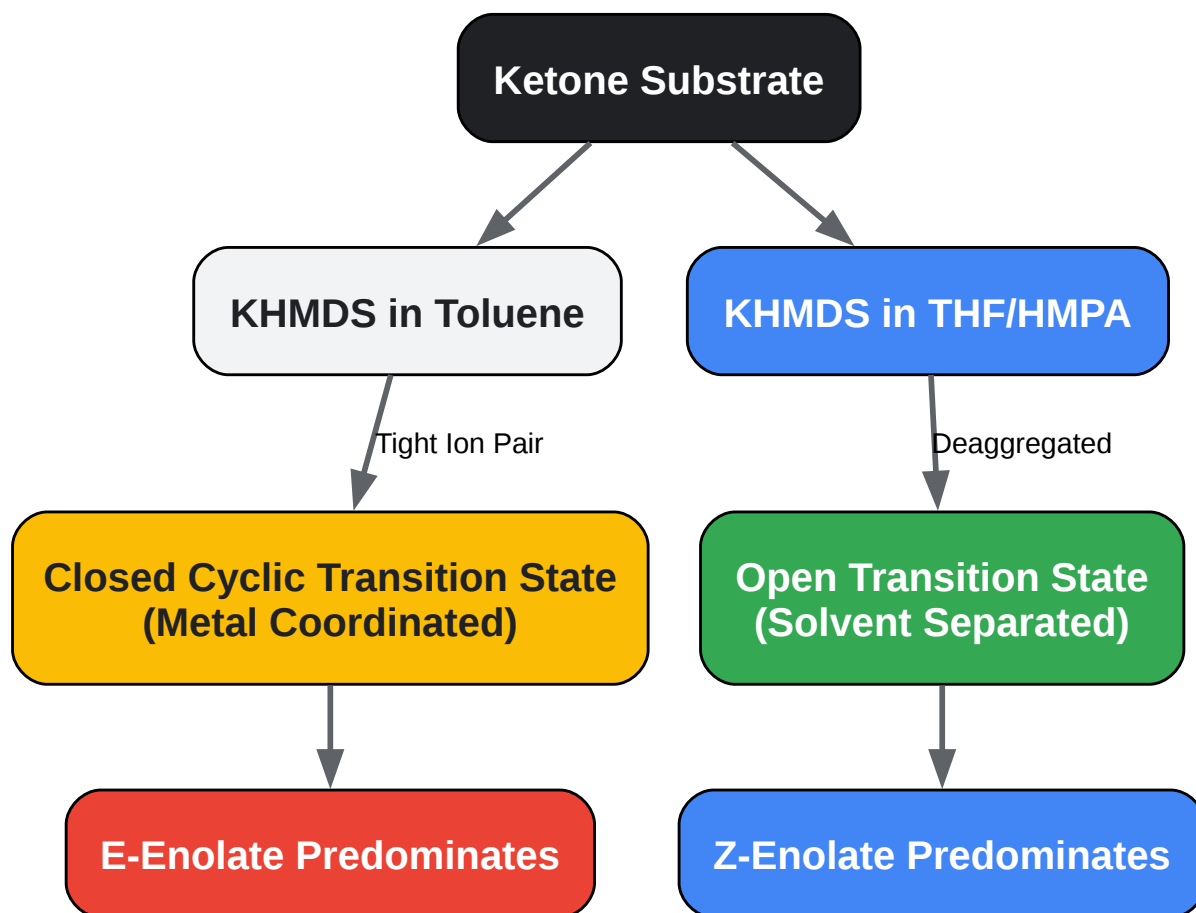 Ketone Substrate
KHMDS in Toluene
KHMDS in THF/HMPA
Tight Ion Pair
Deaggregated
Closed Cyclic Transition State
(Metal Coordinated)
Open Transition State
(Solvent Separated)
E-Enolate Predominates
Z-Enolate Predominates